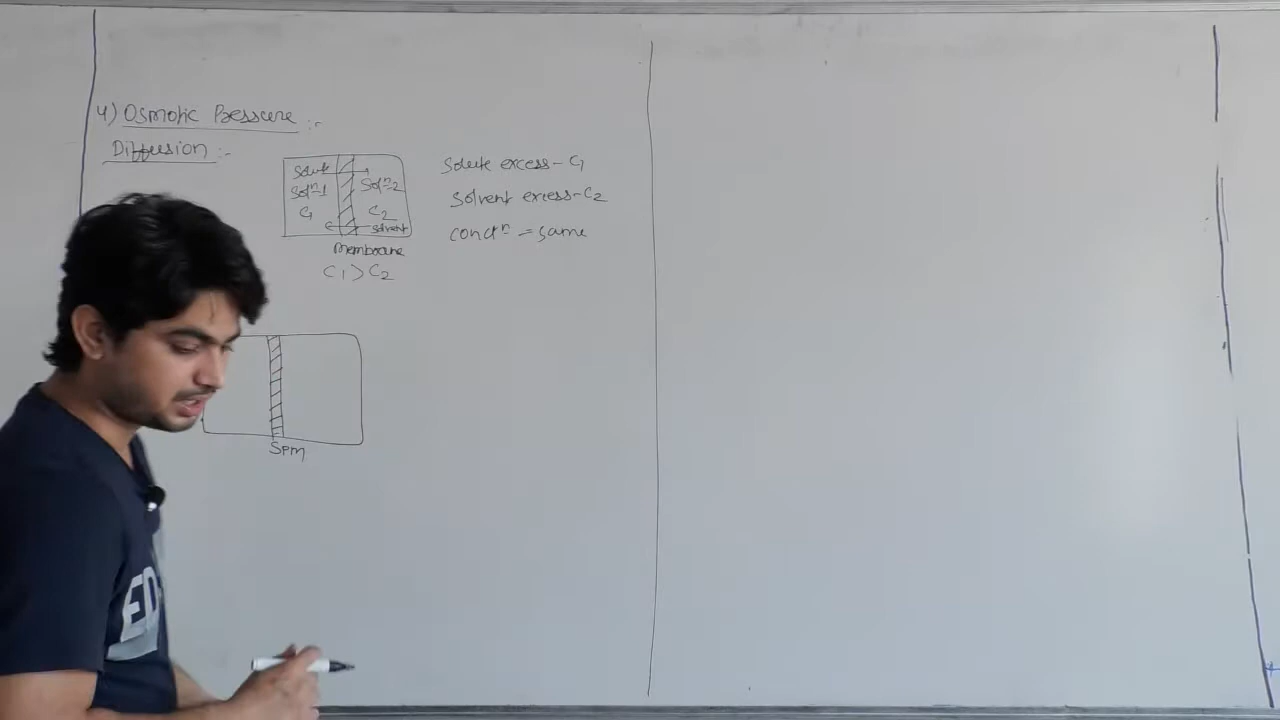 4) Osmotic Pressure :-
Diffusion :-
Solute
Solⁿ-1
Solⁿ-2
C₁
C₂
solvent
membrane
C₁ > C₂
Solute excess - C₁
Solvent excess - C₂
concⁿ = same
SPM
ED